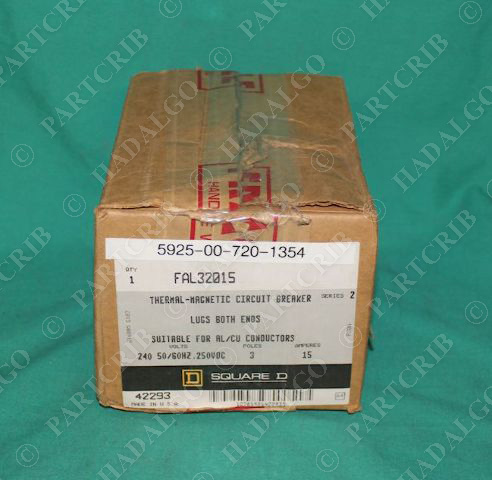 5925-00-720-1354
QTY
1
FAL32015
THERMAL-MAGNETIC CIRCUIT BREAKER
SERIES 2
LUGS BOTH ENDS
SUITABLE FOR AL/CU CONDUCTORS
VOLTS POLES AMPERES
240 50/60HZ.250VDC 3 15
D SQUARE D
42293
MADE IN U S A
HADALGO PARTCRIB